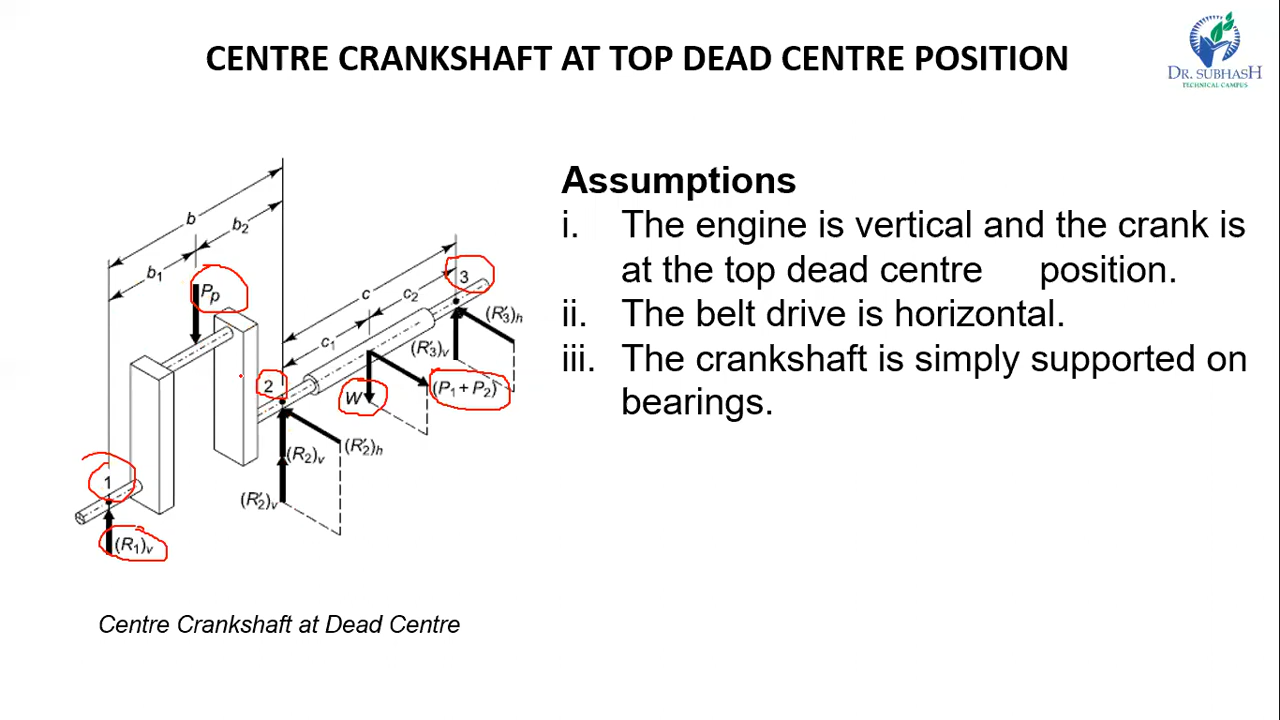 CENTRE CRANKSHAFT AT TOP DEAD CENTRE POSITION
DR. SUBHASH
TECHNICAL CAMPUS
Assumptions
i. The engine is vertical and the crank is
at the top dead centre position.
ii. The belt drive is horizontal.
iii. The crankshaft is simply supported on
bearings.
b
b₂
b₁
Pₚ
3
c
c₂
(R′₃)ₕ
c₁
(R′₃)ᵥ
2
W
(P₁ + P₂)
(R₂)ᵥ
(R′₂)ₕ
1
(R′₂)ᵥ
(R₁)ᵥ
Centre Crankshaft at Dead Centre